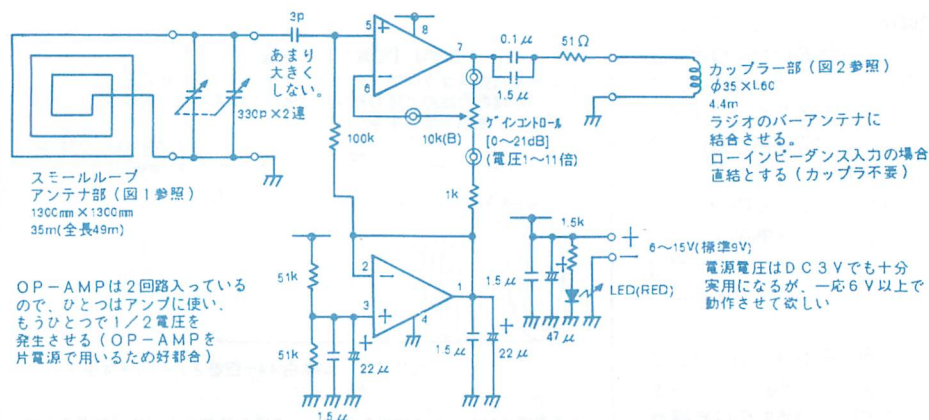 3p
あまり
大きく
しない。
330p×2連
スモールループ
アンテナ部(図1参照)
1300mm×1300mm
35m(全長49m)
OP-AMPは2回路入っている
ので、ひとつはアンプに使い、
もうひとつで1/2電圧を
発生させる(OP-AMPを
片電源で用いるため好都合)
5
+
8
7
-
6
100k
10k(B)
ゲインコントロール
[0〜21dB]
(電圧1〜11倍)
1k
0.1μ
1.5μ
51Ω
カップラー部(図2参照)
φ35×L60
4.4m
ラジオのバーアンテナに
結合させる。
ローインピーダンス入力の場合
直結とする(カップラ不要)
51k
51k
2
-
3
+
4
1
+
22μ
1.5μ
1.5μ
+
22μ
1.5k
+
-
6〜15V(標準9V)
1.5μ
+
47μ
LED(RED)
電源電圧はDC3Vでも十分
実用になるが、一応6V以上で
動作させて欲しい